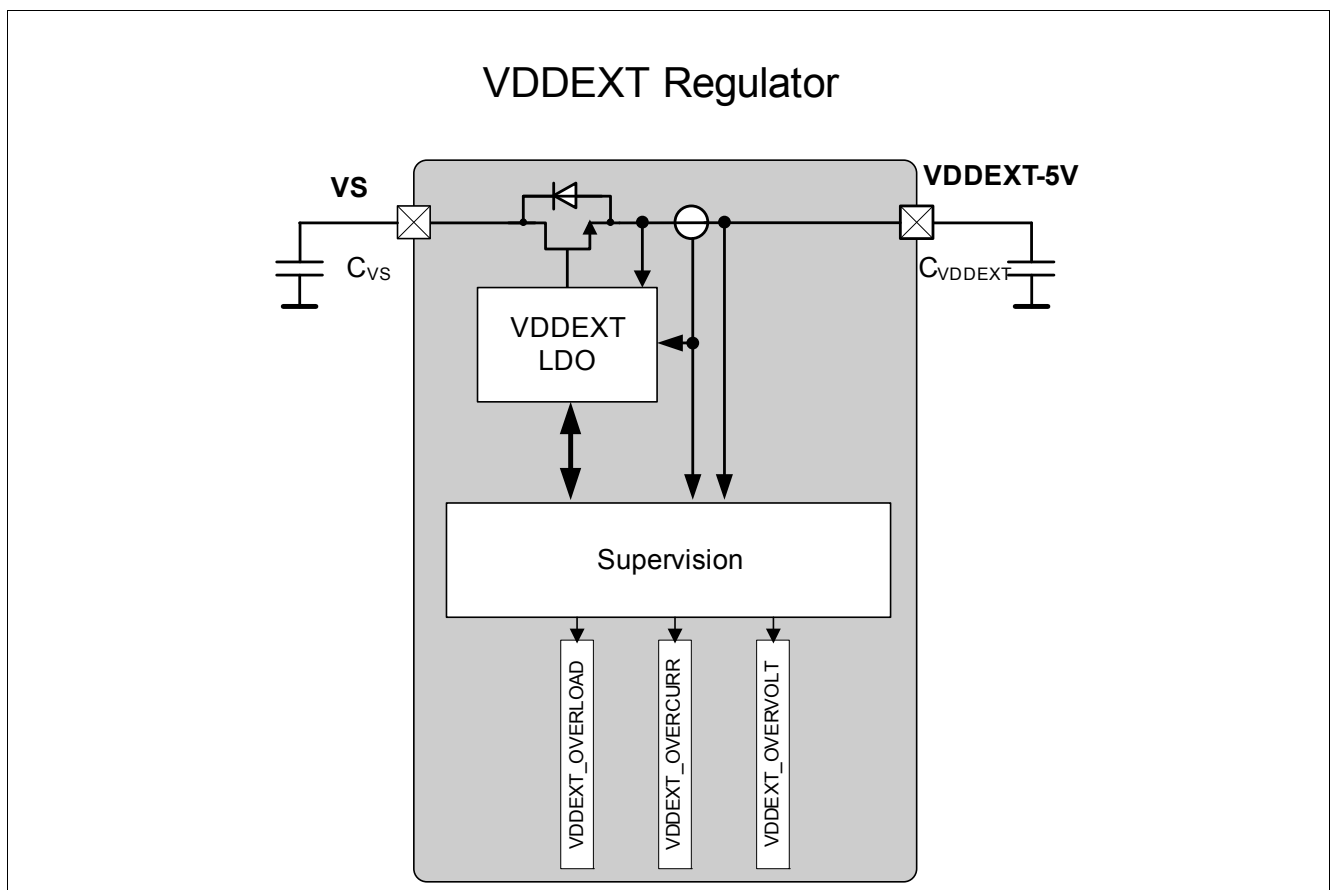 VDDEXT Regulator
VS
VDDEXT-5V
CVS
CVDDEXT
VDDEXT
LDO
Supervision
VDDEXT_OVERLOAD
VDDEXT_OVERCURR
VDDEXT_OVERVOLT